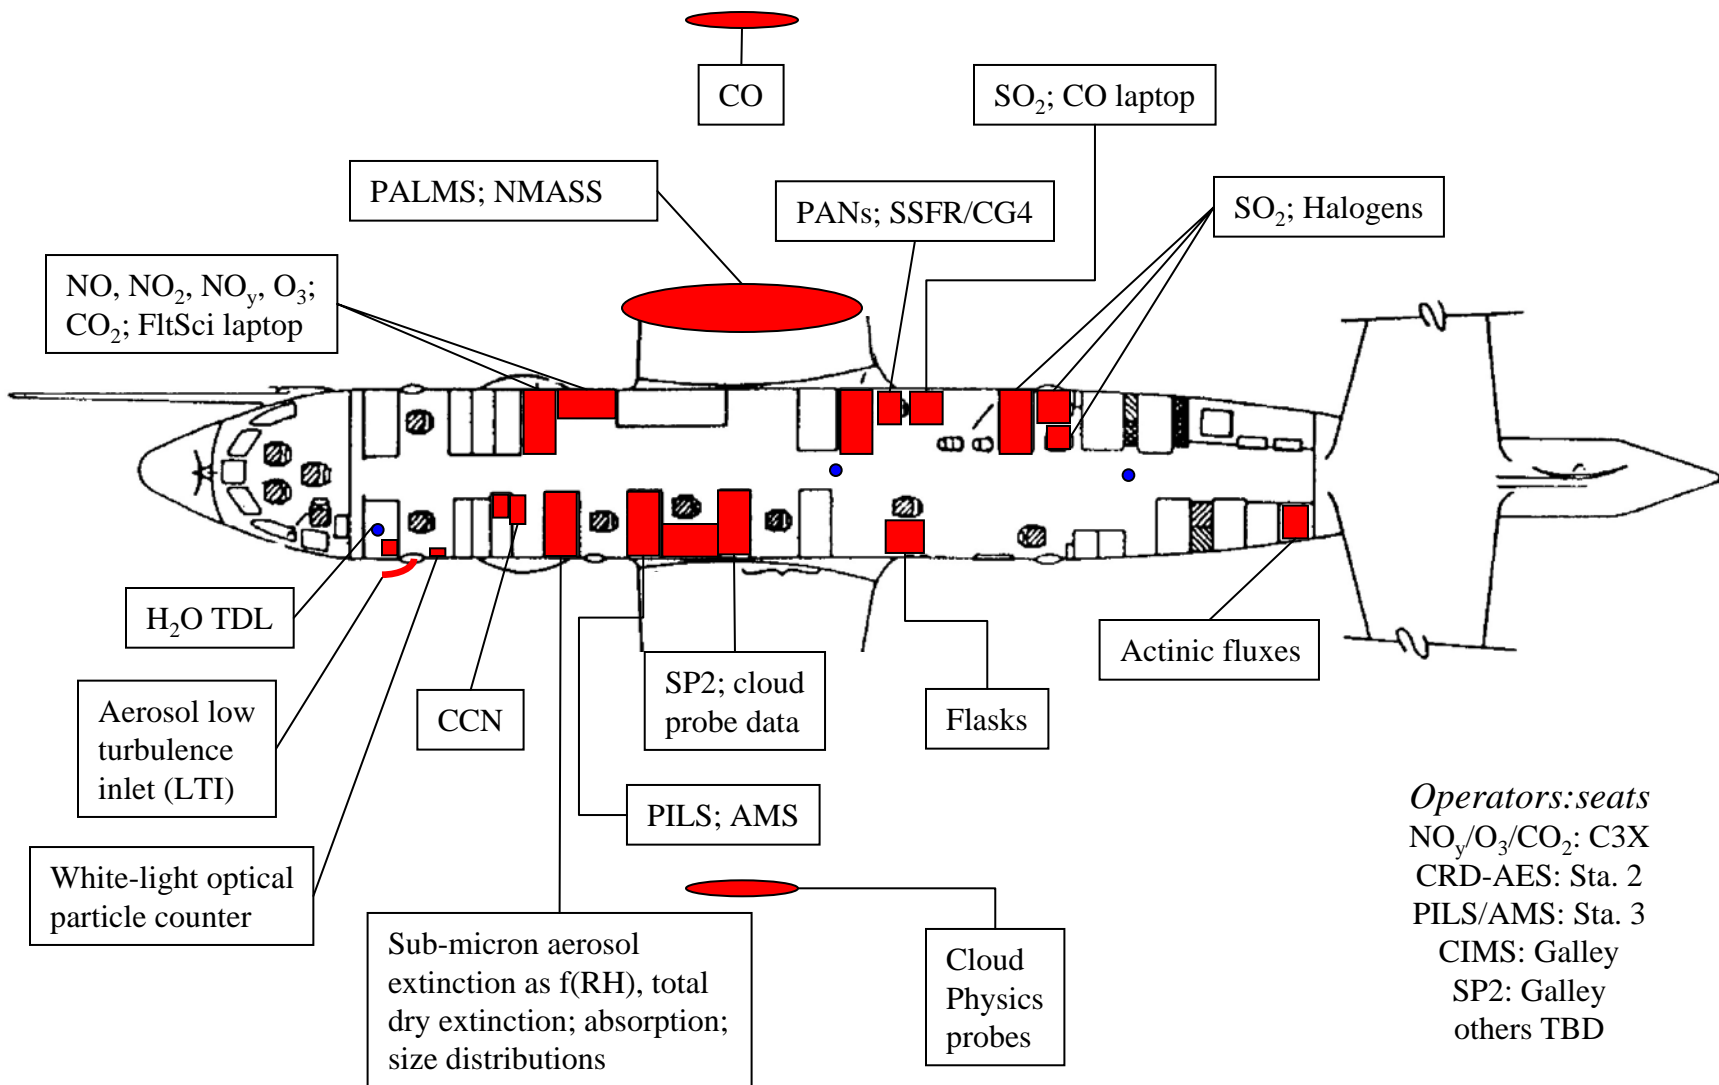 CO
SO₂; CO laptop
PALMS; NMASS
PANs; SSFR/CG4
SO₂; Halogens
NO, NO₂, NOy, O₃;
CO₂; FltSci laptop
H₂O TDL
Actinic fluxes
Aerosol low
turbulence
inlet (LTI)
CCN
SP2; cloud
probe data
Flasks
PILS; AMS
White-light optical
particle counter
Sub-micron aerosol
extinction as f(RH), total
dry extinction; absorption;
size distributions
Cloud
Physics
probes
Operators:seats
NOy/O₃/CO₂: C3X
CRD-AES: Sta. 2
PILS/AMS: Sta. 3
CIMS: Galley
SP2: Galley
others TBD